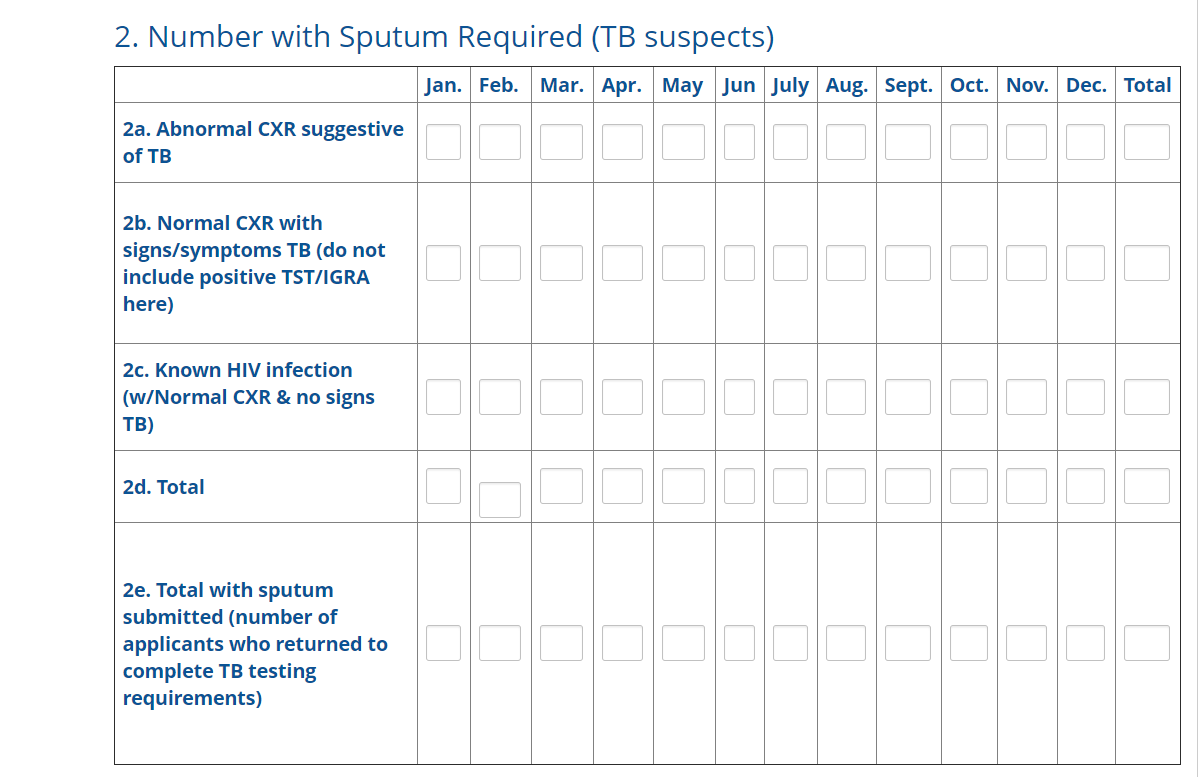 2. Number with Sputum Required (TB suspects)
Jan. Feb. Mar. Apr. May Jun July Aug. Sept. Oct. Nov. Dec. Total
2a. Abnormal CXR suggestive
of TB
2b. Normal CXR with
signs/symptoms TB (do not
include positive TST/IGRA
here)
2c. Known HIV infection
(w/Normal CXR & no signs
TB)
2d. Total
2e. Total with sputum
submitted (number of
applicants who returned to
complete TB testing
requirements)